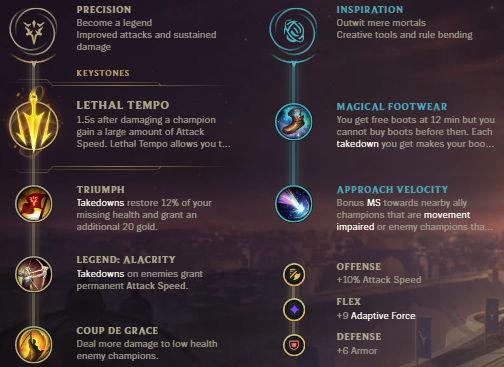 PRECISION
Become a legend
Improved attacks and sustained
damage
KEYSTONES
LETHAL TEMPO
1.5s after damaging a champion
gain a large amount of Attack
Speed. Lethal Tempo allows you t...
TRIUMPH
Takedowns restore 12% of your
missing health and grant an
additional 20 gold.
LEGEND: ALACRITY
Takedowns on enemies grant
permanent Attack Speed.
COUP DE GRACE
Deal more damage to low health
enemy champions.
INSPIRATION
Outwit mere mortals
Creative tools and rule bending
MAGICAL FOOTWEAR
You get free boots at 12 min but you
cannot buy boots before then. Each
takedown you get makes your boo...
APPROACH VELOCITY
Bonus MS towards nearby ally
champions that are movement
impaired or enemy champions tha...
OFFENSE
+10% Attack Speed
FLEX
+9 Adaptive Force
DEFENSE
+6 Armor